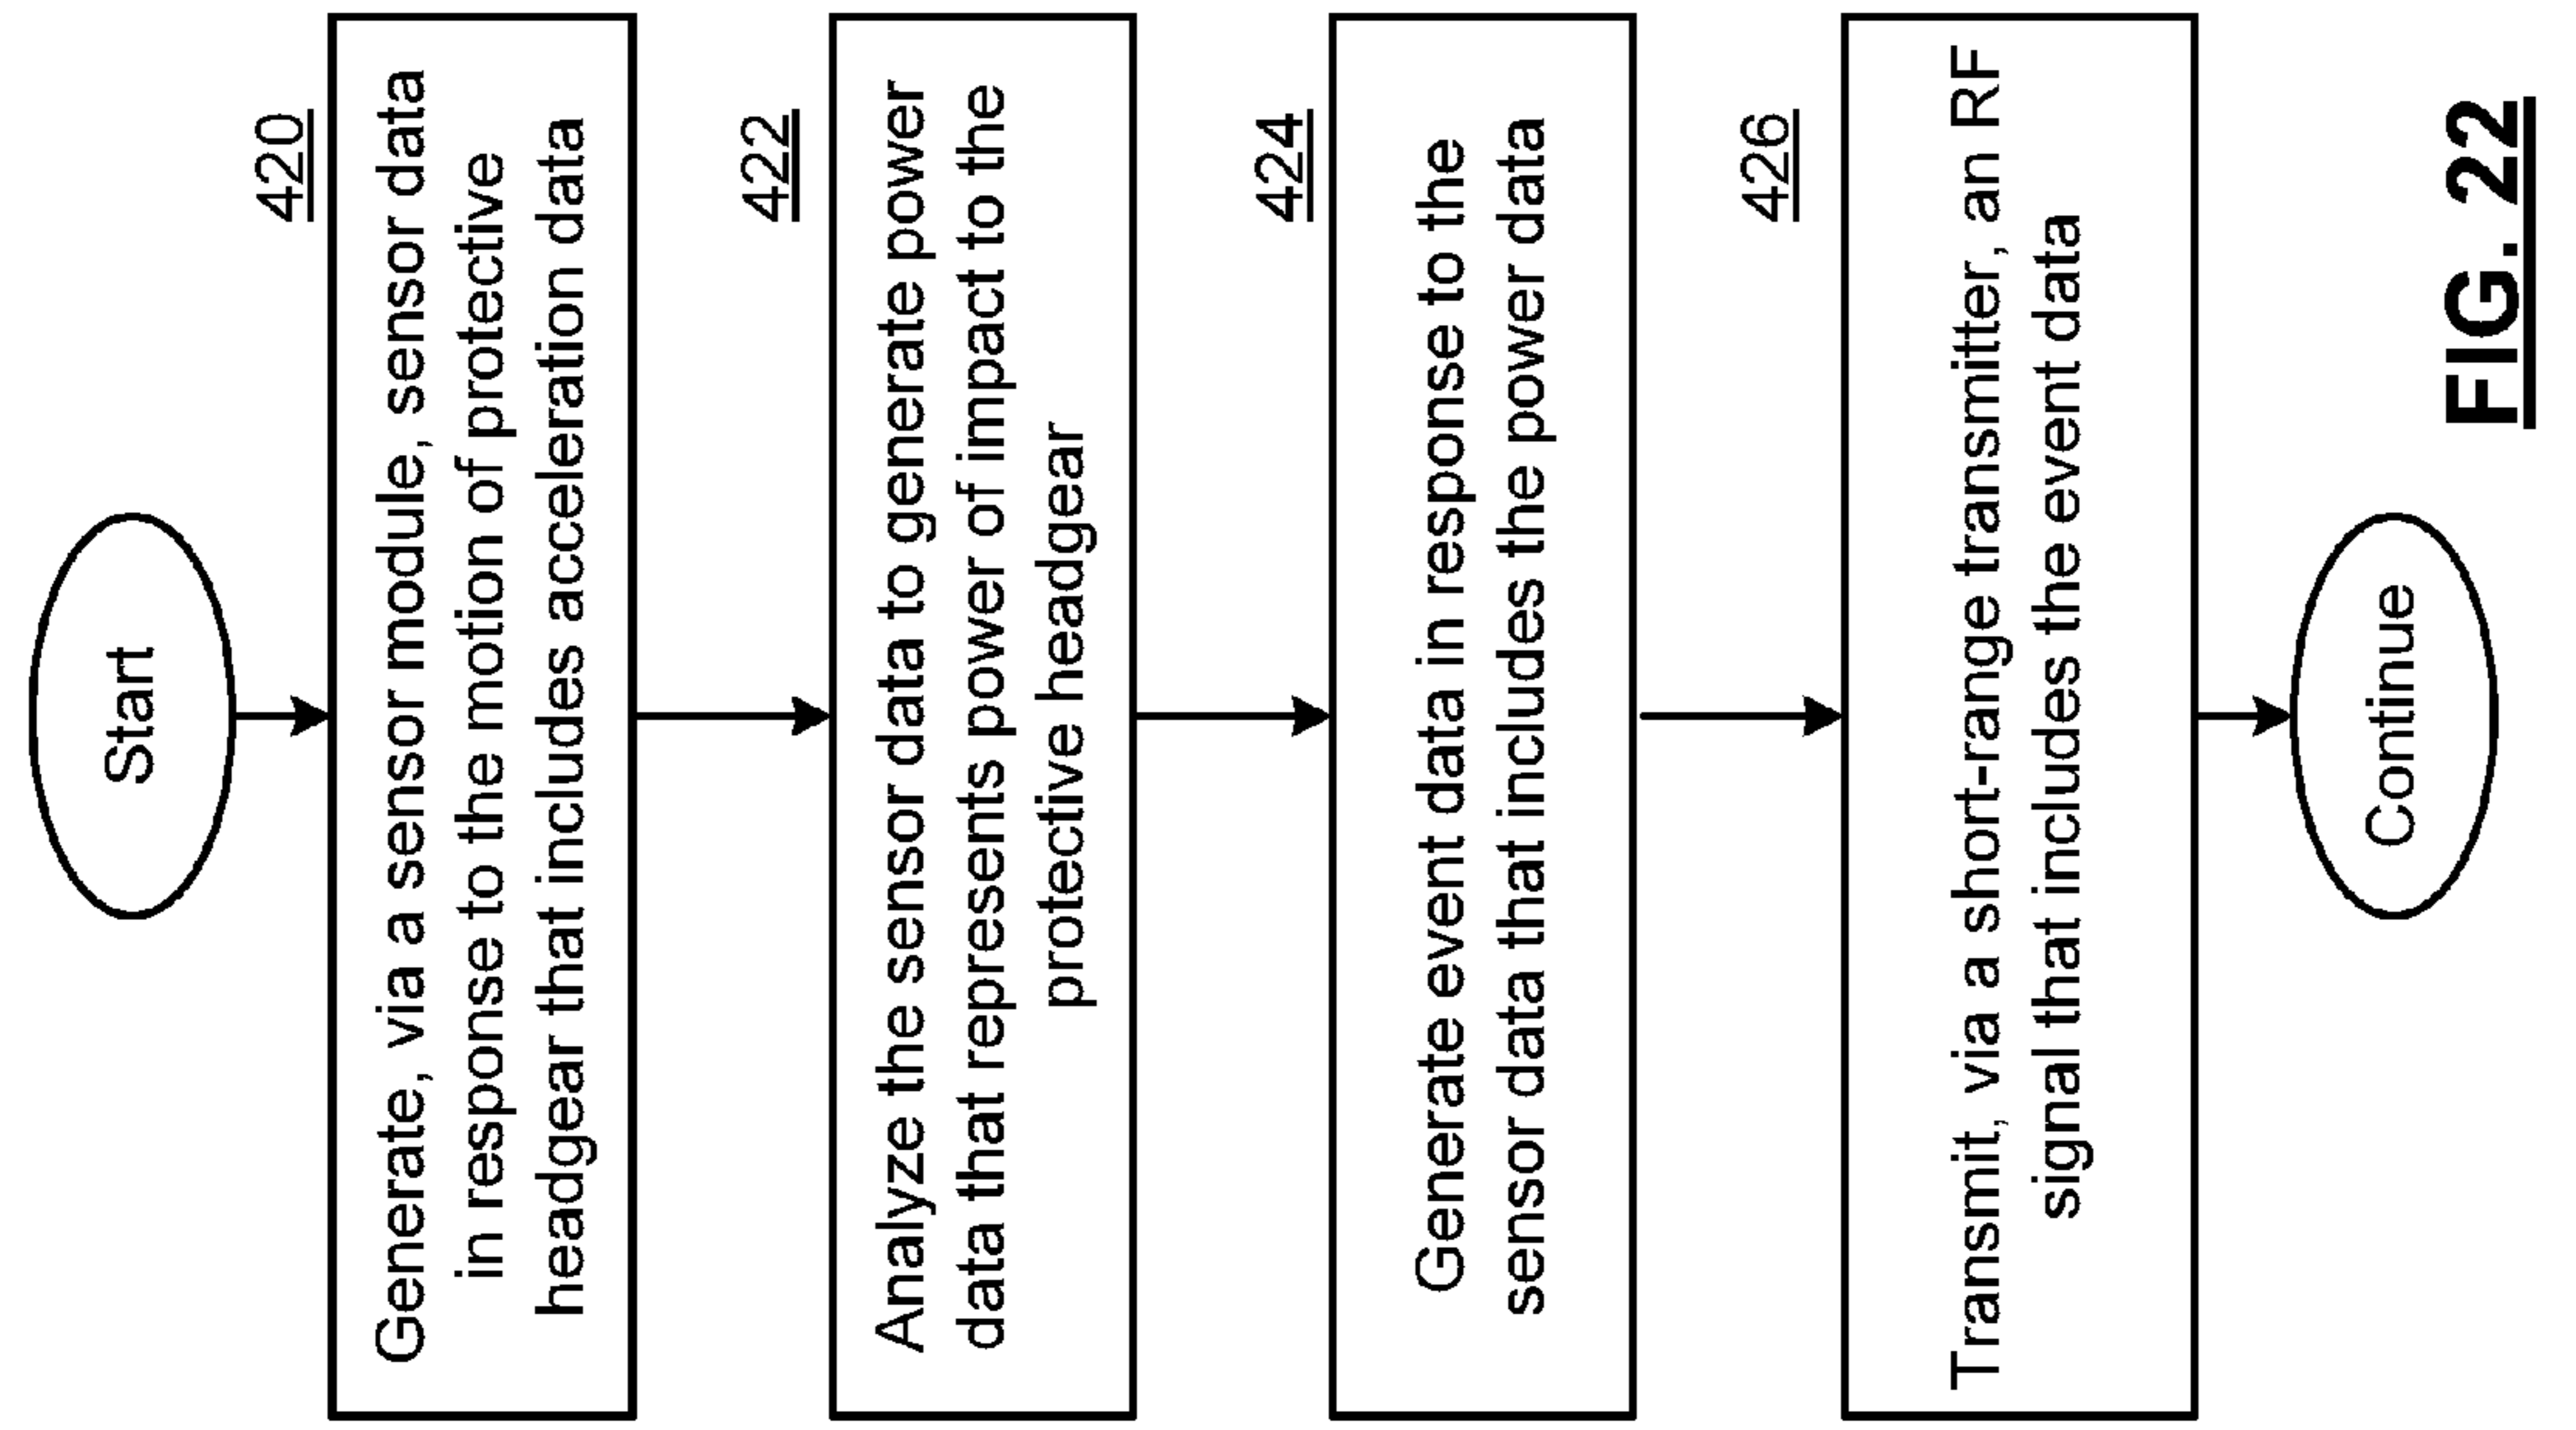 Start
420
Generate, via a sensor module, sensor data
in response to the motion of protective
headgear that includes acceleration data
422
Analyze the sensor data to generate power
data that represents power of impact to the
protective headgear
424
Generate event data in response to the
sensor data that includes the power data
426
Transmit, via a short-range transmitter, an RF
signal that includes the event data
Continue
FIG. 22